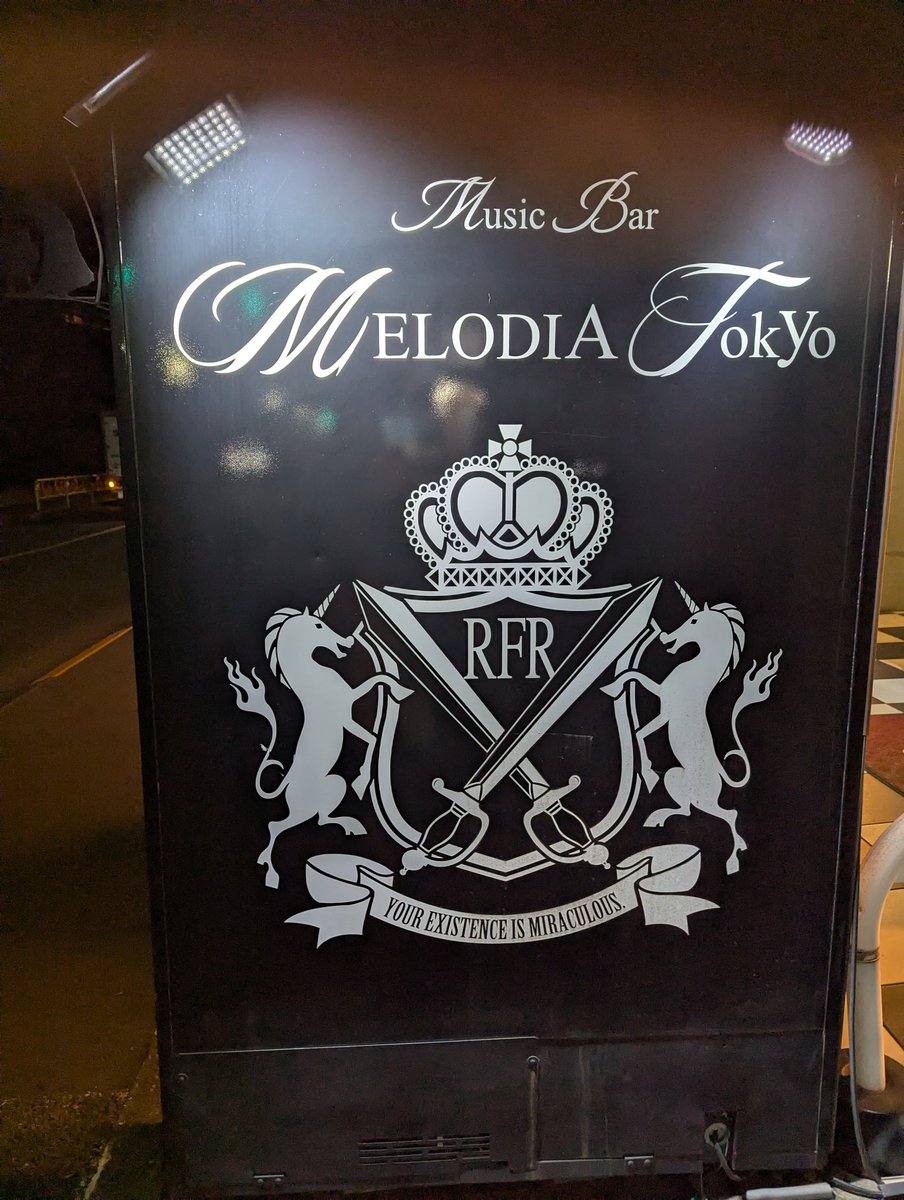 Music Bar
MELODIA Tokyo
RFR
YOUR EXISTENCE IS MIRACULOUS.